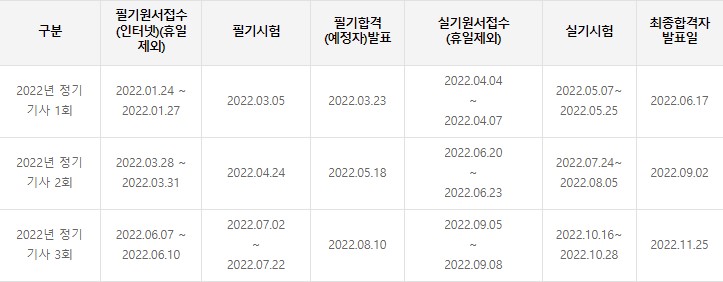 구분
필기원서접수
(인터넷)(휴일
제외)
필기시험
필기합격
(예정자)발표
실기원서접수
(휴일제외)
실기시험
최종합격자
발표일
2022년 정기
기사 1회
2022.01.24 ~
2022.01.27
2022.03.05
2022.03.23
2022.04.04
~
2022.04.07
2022.05.07~
2022.05.25
2022.06.17
2022년 정기
기사 2회
2022.03.28 ~
2022.03.31
2022.04.24
2022.05.18
2022.06.20
~
2022.06.23
2022.07.24~
2022.08.05
2022.09.02
2022년 정기
기사 3회
2022.06.07 ~
2022.06.10
2022.07.02
~
2022.07.22
2022.08.10
2022.09.05
~
2022.09.08
2022.10.16~
2022.10.28
2022.11.25